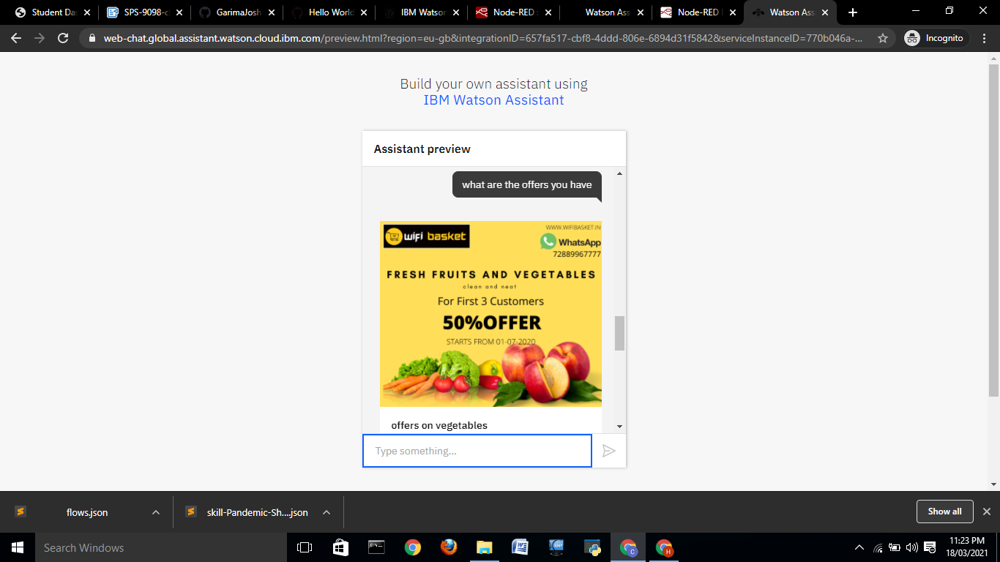 Student Da
SPS-9098-c
GarimaJosh
Hello World
IBM Watson
Node-RED :
Watson Ass
Node-RED
Watson Ass
web-chat.global.assistant.watson.cloud.ibm.com/preview.html?region=eu-gb&integrationID=657fa517-cbf8-4ddd-806e-6894d31f5842&serviceInstanceID=770b046a-...
Incognito
Build your own assistant using
IBM Watson Assistant
Assistant preview
what are the offers you have
wifi basket
WWW.WIFIBASKET.IN
WhatsApp
72889967777
FRESH FRUITS AND VEGETABLES
clean and neat
For First 3 Customers
50%OFFER
STARTS FROM 01-07-2020
offers on vegetables
Type something...
flows.json
skill-Pandemic-Sh....json
Show all
Search Windows
11:23 PM
18/03/2021